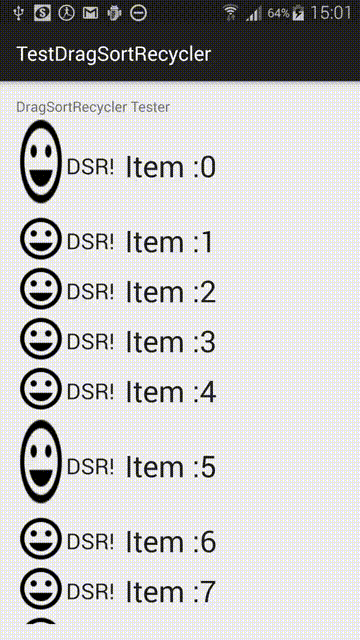 64% 15:01
TestDragSortRecycler
DragSortRecycler Tester
DSR! Item :0
DSR! Item :1
DSR! Item :2
DSR! Item :3
DSR! Item :4
DSR! Item :5
DSR! Item :6
DSR! Item :7